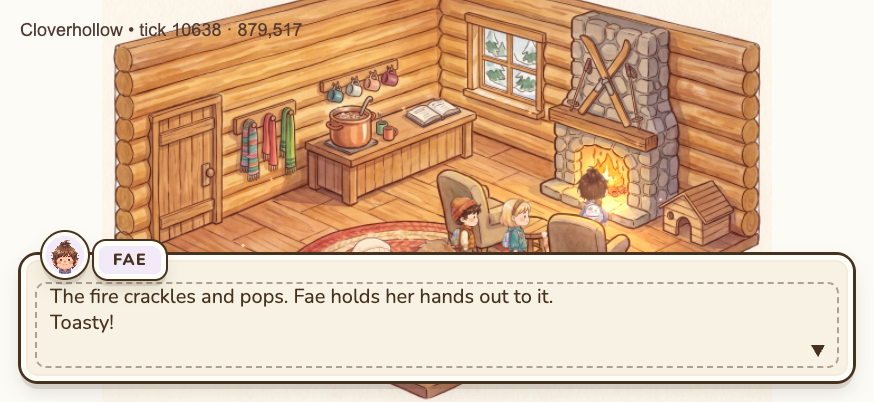 Cloverhollow • tick 10638 · 879,517
FAE
The fire crackles and pops. Fae holds her hands out to it.
Toasty!